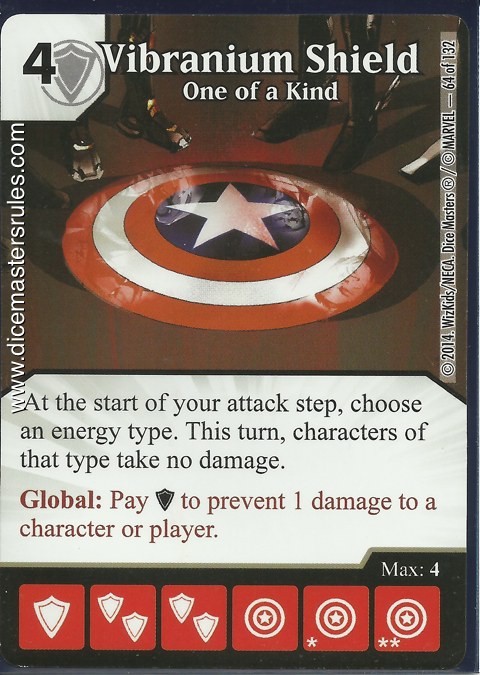 4
Vibranium Shield
One of a Kind
© 2014. WizKids/NECA. Dice Masters ® / © MARVEL — 64 of 132
www.dicemastersrules.com
At the start of your attack step, choose
an energy type. This turn, characters of
that type take no damage.
Global: Pay to prevent 1 damage to a
character or player.
Max: 4
* **